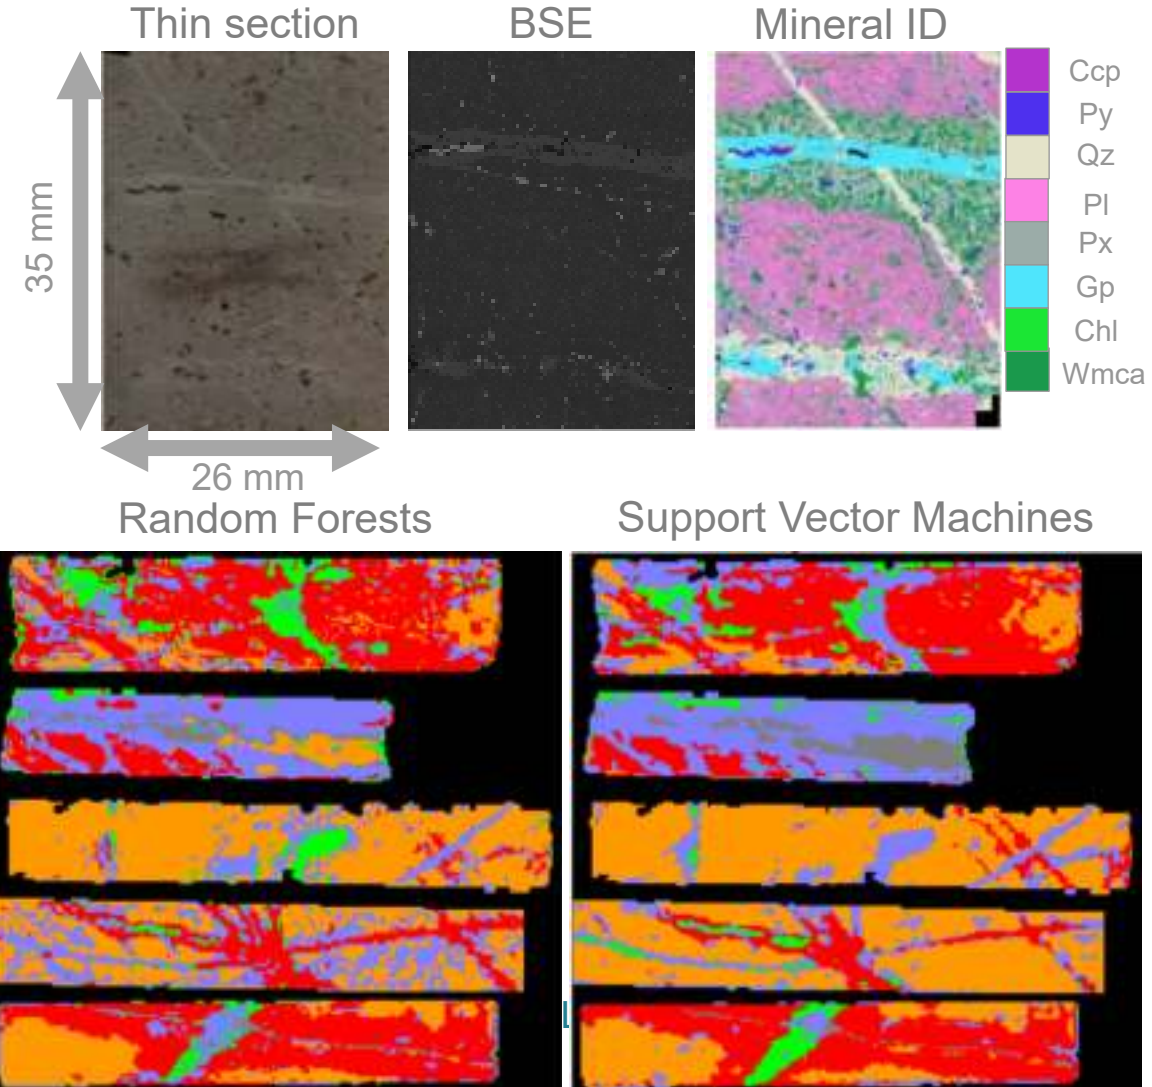 Thin section
BSE
Mineral ID
Ccp
Py
Qz
Pl
Px
Gp
Chl
Wmca
35 mm
26 mm
Random Forests
Support Vector Machines